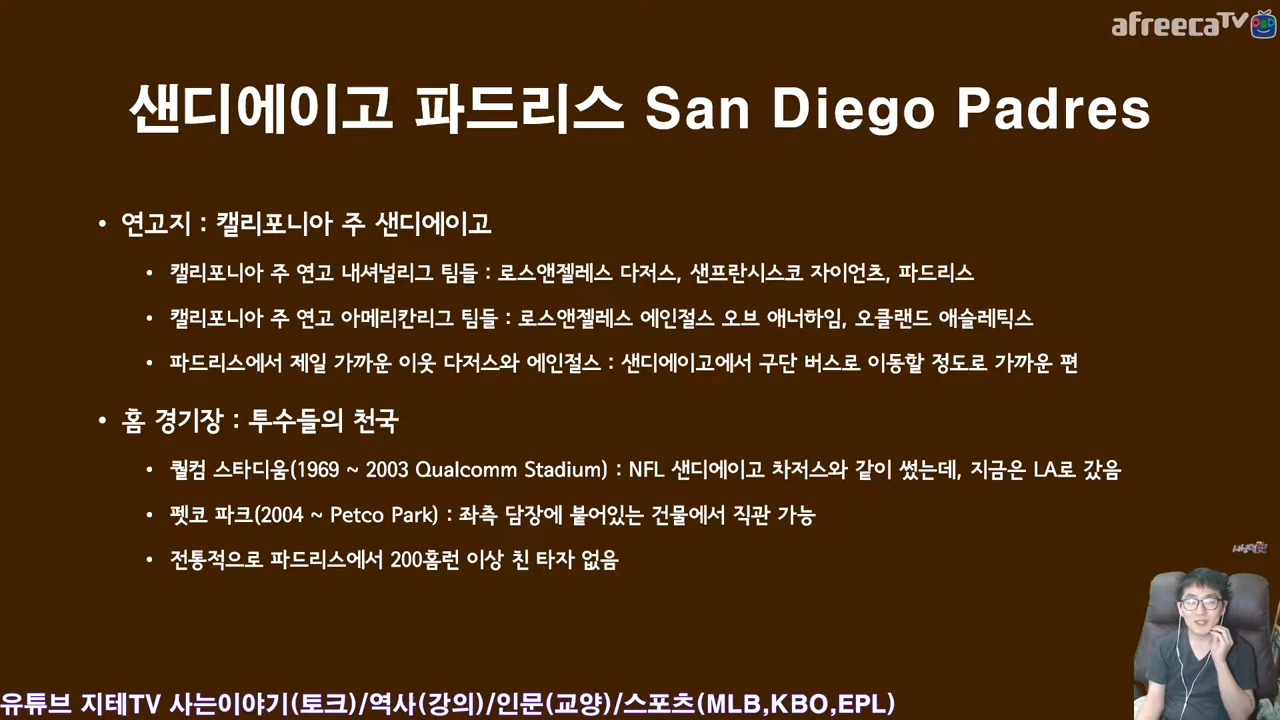 afreecaTV
샌디에이고 파드리스 San Diego Padres
• 연고지 : 캘리포니아 주 샌디에이고
• 캘리포니아 주 연고 내셔널리그 팀들 : 로스앤젤레스 다저스, 샌프란시스코 자이언츠, 파드리스
• 캘리포니아 주 연고 아메리칸리그 팀들 : 로스앤젤레스 에인절스 오브 애너하임, 오클랜드 애슬레틱스
• 파드리스에서 제일 가까운 이웃 다저스와 에인절스 : 샌디에이고에서 구단 버스로 이동할 정도로 가까운 편
• 홈 경기장 : 투수들의 천국
• 퀄컴 스타디움(1969 ~ 2003 Qualcomm Stadium) : NFL 샌디에이고 차저스와 같이 썼는데, 지금은 LA로 갔음
• 펫코 파크(2004 ~ Petco Park) : 좌측 담장에 붙어있는 건물에서 직관 가능
• 전통적으로 파드리스에서 200홈런 이상 친 타자 없음
유튜브 지테TV 사는이야기(토크)/역사(강의)/인문(교양)/스포츠(MLB,KBO,EPL)